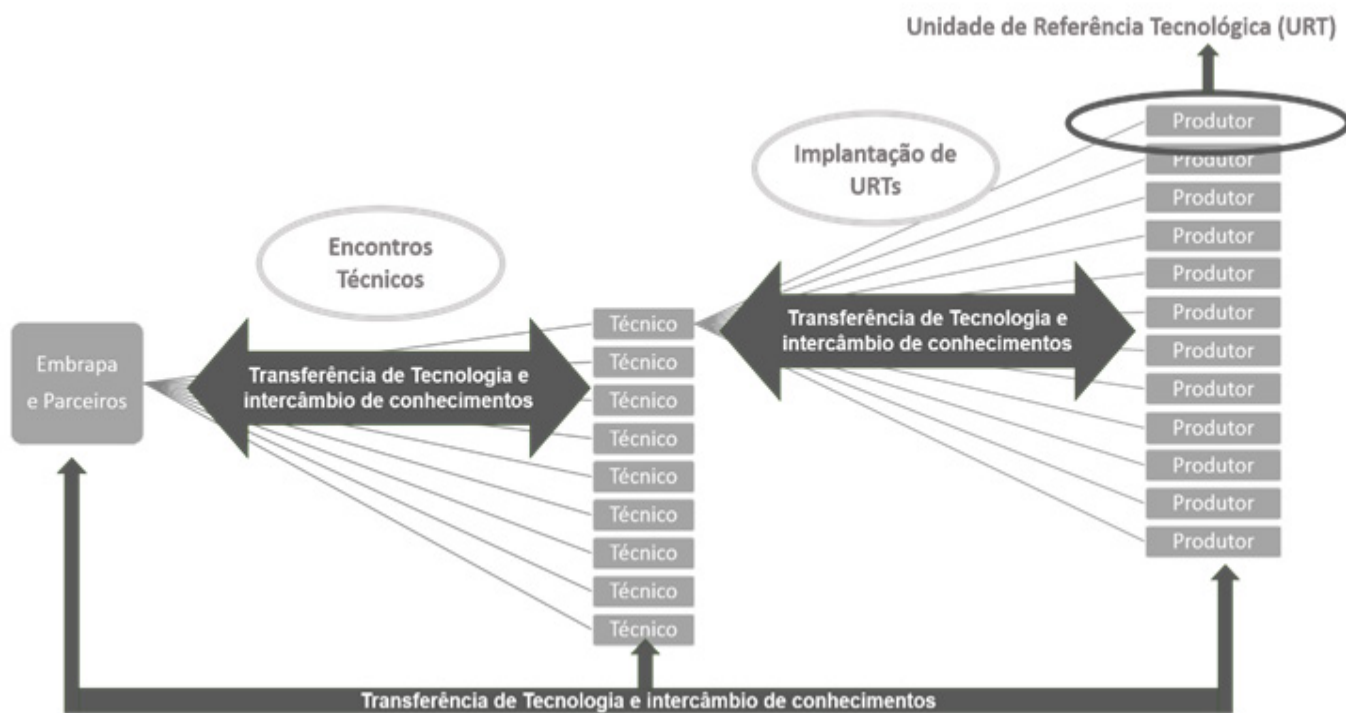 Unidade de Referência Tecnológica (URT)
Produtor
Produtor
Produtor
Produtor
Produtor
Produtor
Produtor
Produtor
Produtor
Produtor
Produtor
Produtor
Implantação de
URTs
Transferência de Tecnologia e
intercâmbio de conhecimentos
Encontros
Técnicos
Técnico
Técnico
Técnico
Técnico
Técnico
Técnico
Técnico
Técnico
Técnico
Transferência de Tecnologia e
intercâmbio de conhecimentos
Embrapa
e Parceiros
Transferência de Tecnologia e intercâmbio de conhecimentos